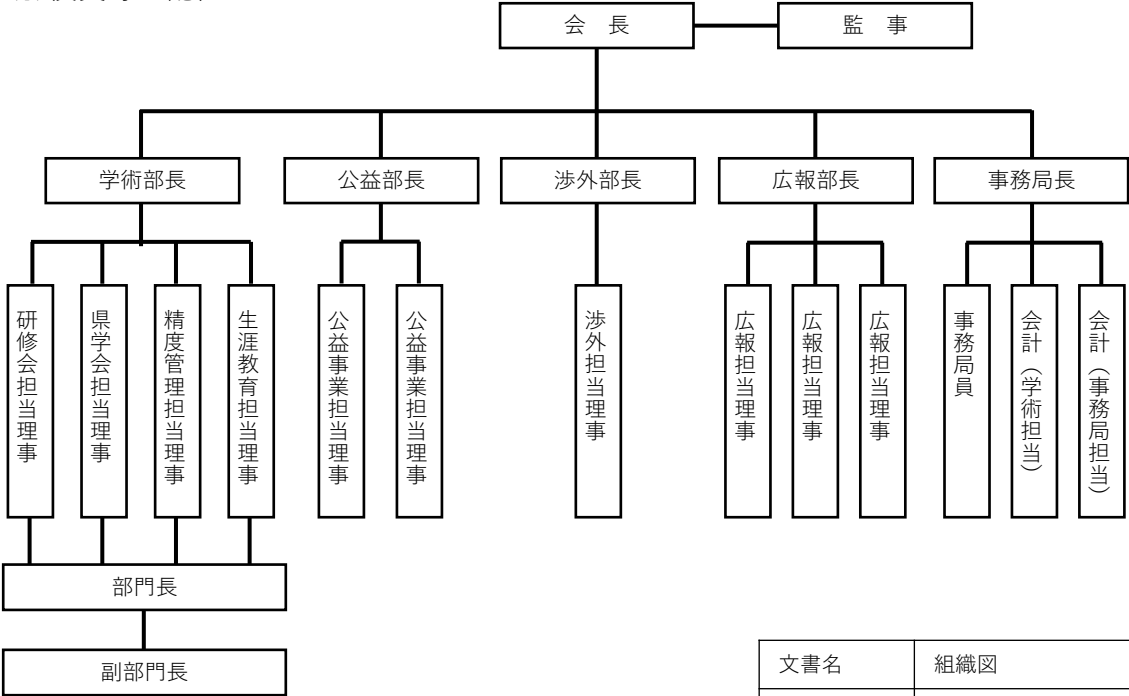 会　長
監　事
学術部長
公益部長
渉外部長
広報部長
事務局長
研修会担当理事
県学会担当理事
精度管理担当理事
生涯教育担当理事
公益事業担当理事
公益事業担当理事
渉外担当理事
広報担当理事
広報担当理事
広報担当理事
事務局員
会計（学術担当）
会計（事務局担当）
部門長
副部門長
文書名
組織図